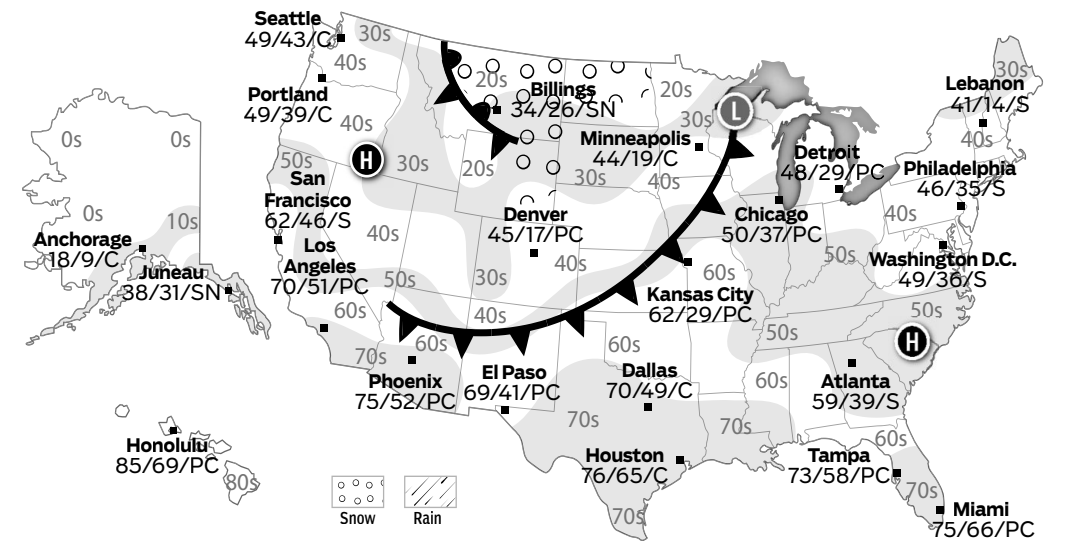 Seattle
49/43/C
30s
40s
Portland
49/39/C
40s
50s
San
Francisco
62/46/S
H
30s
20s
Billings
34/26/SN
20s
20s
30s
L
Minneapolis
44/19/C
30s
40s
Detroit
48/29/PC
Lebanon
41/14/S
30s
40s
Philadelphia
46/35/S
40s
Washington D.C.
49/36/S
Chicago
50/37/PC
50s
Denver
45/17/PC
40s
30s
40s
40s
50s
Los
Angeles
70/51/PC
60s
70s
60s
Kansas City
62/29/PC
60s
60s
50s
50s
H
Phoenix
75/52/PC
El Paso
69/41/PC
Dallas
70/49/C
60s
Atlanta
59/39/S
70s
70s
60s
Houston
76/65/C
70s
Tampa
73/58/PC
70s
Miami
75/66/PC
0s
0s
0s
10s
Anchorage
18/9/C
Juneau
38/31/SN
Honolulu
85/69/PC
80s
Snow
Rain